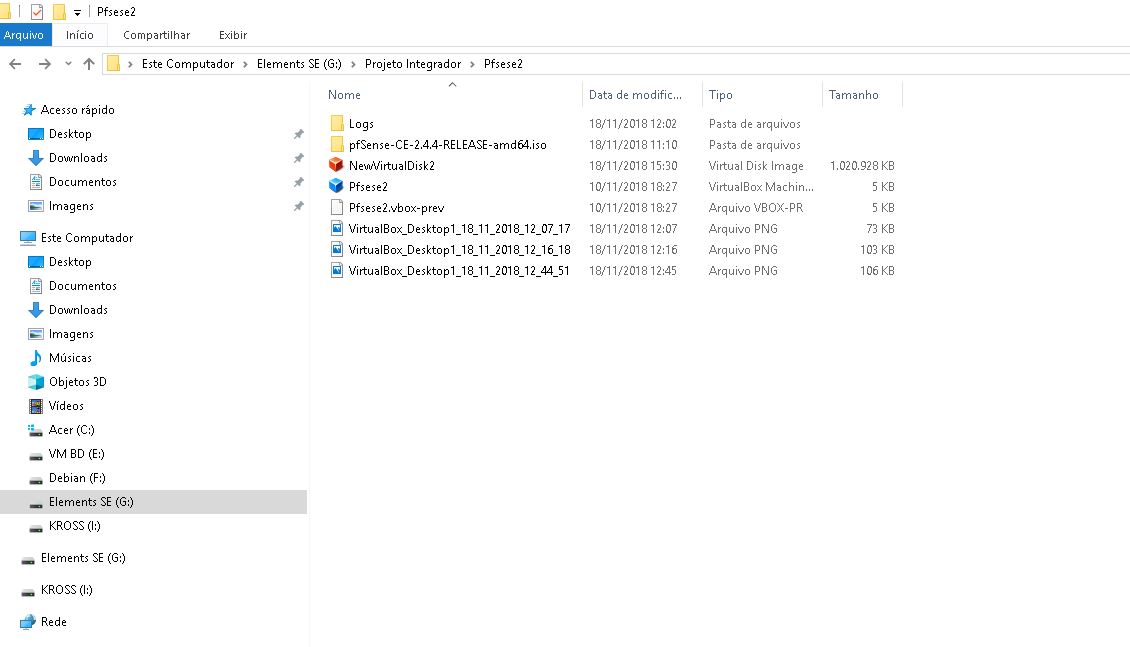 Pfsese2
Arquivo Início Compartilhar Exibir
Este Computador Elements SE (G:) Projeto Integrador Pfsese2
Nome Data de modific... Tipo Tamanho
Acesso rápido
Desktop
Downloads
Documentos
Imagens
Este Computador
Desktop
Documentos
Downloads
Imagens
Músicas
Objetos 3D
Vídeos
Acer (C:)
VM BD (E:)
Debian (F:)
Elements SE (G:)
KROSS (I:)
Elements SE (G:)
KROSS (I:)
Rede
Logs 18/11/2018 12:02 Pasta de arquivos
pfSense-CE-2.4.4-RELEASE-amd64.iso 18/11/2018 11:10 Pasta de arquivos
NewVirtualDisk2 18/11/2018 15:30 Virtual Disk Image 1.020.928 KB
Pfsese2 10/11/2018 18:27 VirtualBox Machin... 5 KB
Pfsese2.vbox-prev 10/11/2018 18:27 Arquivo VBOX-PR 5 KB
VirtualBox_Desktop1_18_11_2018_12_07_17 18/11/2018 12:07 Arquivo PNG 73 KB
VirtualBox_Desktop1_18_11_2018_12_16_18 18/11/2018 12:16 Arquivo PNG 103 KB
VirtualBox_Desktop1_18_11_2018_12_44_51 18/11/2018 12:45 Arquivo PNG 106 KB